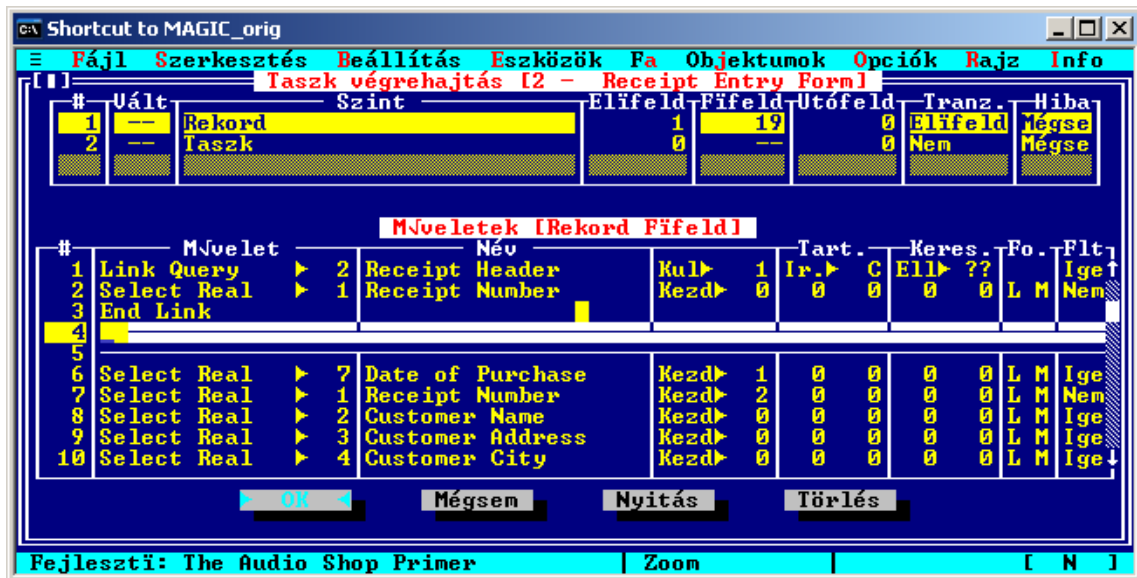 Shortcut to MAGIC_orig
≡ Fájl Szerkesztés Beállítás Eszközök Fa Objektumok Opciók Rajz Info
Taszk végrehajtás [2 - Receipt Entry Form]
# Vált Szint Elïfeld Fïfeld Utófeld Tranz. Hiba
1 -- Rekord 1 19 0 Elïfeld Mégse
2 -- Taszk 0 -- 0 Nem Mégse
M√veletek [Rekord Fïfeld]
# M√velet Név Tart. Keres. Fo. Flt
1 Link Query ► 2 Receipt Header Kul► 1 Ir.► C Ell► ?? Ige
2 Select Real ► 1 Receipt Number Kezd► 0 0 0 0 0 L M Nem
3 End Link
4
5
6 Select Real ► 7 Date of Purchase Kezd► 1 0 0 0 0 L M Ige
7 Select Real ► 1 Receipt Number Kezd► 2 0 0 0 0 L M Nem
8 Select Real ► 2 Customer Name Kezd► 0 0 0 0 0 L M Ige
9 Select Real ► 3 Customer Address Kezd► 0 0 0 0 0 L M Ige
10 Select Real ► 4 Customer City Kezd► 0 0 0 0 0 L M Ige
► OK ◄ Mégsem Nyitás Törlés
Fejlesztï: The Audio Shop Primer Zoom [ N ]